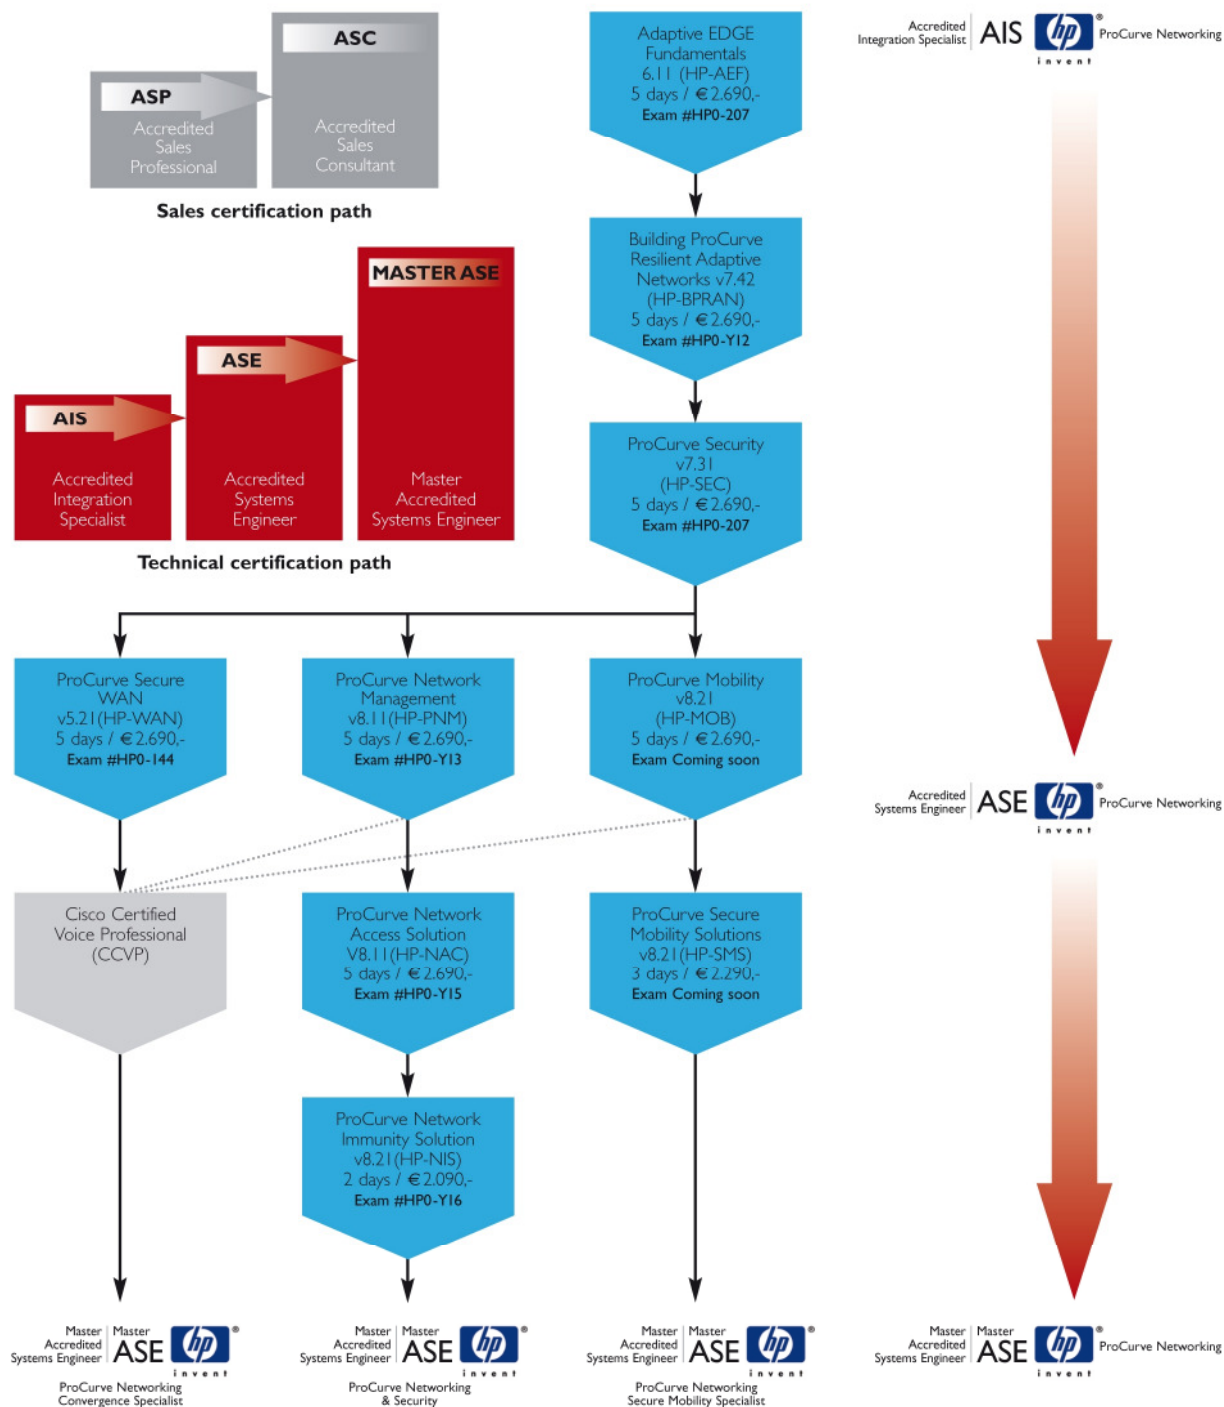 ASC
ASP
Accredited
Sales
Professional
Accredited
Sales
Consultant
Sales certification path
MASTER ASE
ASE
AIS
Accredited
Integration
Specialist
Accredited
Systems
Engineer
Master
Accredited
Systems Engineer
Technical certification path
Adaptive EDGE
Fundamentals
6.11 (HP-AEF)
5 days / €2.690,-
Exam #HP0-207
Building ProCurve
Resilient Adaptive
Networks v7.42
(HP-BPRAN)
5 days / €2.690,-
Exam #HP0-Y12
ProCurve Security
v7.31
(HP-SEC)
5 days / €2.690,-
Exam #HP0-207
ProCurve Secure
WAN
v5.21(HP-WAN)
5 days / €2.690,-
Exam #HP0-144
ProCurve Network
Management
v8.11(HP-PNM)
5 days / €2.690,-
Exam #HP0-Y13
ProCurve Mobility
v8.21
(HP-MOB)
5 days / €2.690,-
Exam Coming soon
Cisco Certified
Voice Professional
(CCVP)
ProCurve Network
Access Solution
V8.11(HP-NAC)
5 days / €2.690,-
Exam #HP0-Y15
ProCurve Secure
Mobility Solutions
v8.21(HP-SMS)
3 days / €2.290,-
Exam Coming soon
ProCurve Network
Immunity Solution
v8.21(HP-NIS)
2 days / €2.090,-
Exam #HP0-Y16
Accredited
Integration Specialist
AIS
hp®
invent
ProCurve Networking
Accredited
Systems Engineer
ASE
hp®
invent
ProCurve Networking
Master
Accredited
Systems Engineer
Master
ASE
hp®
invent
ProCurve Networking
Convergence Specialist
Master
Accredited
Systems Engineer
Master
ASE
hp®
invent
ProCurve Networking
& Security
Master
Accredited
Systems Engineer
Master
ASE
hp®
invent
ProCurve Networking
Secure Mobility Specialist
Master
Accredited
Systems Engineer
Master
ASE
hp®
invent
ProCurve Networking